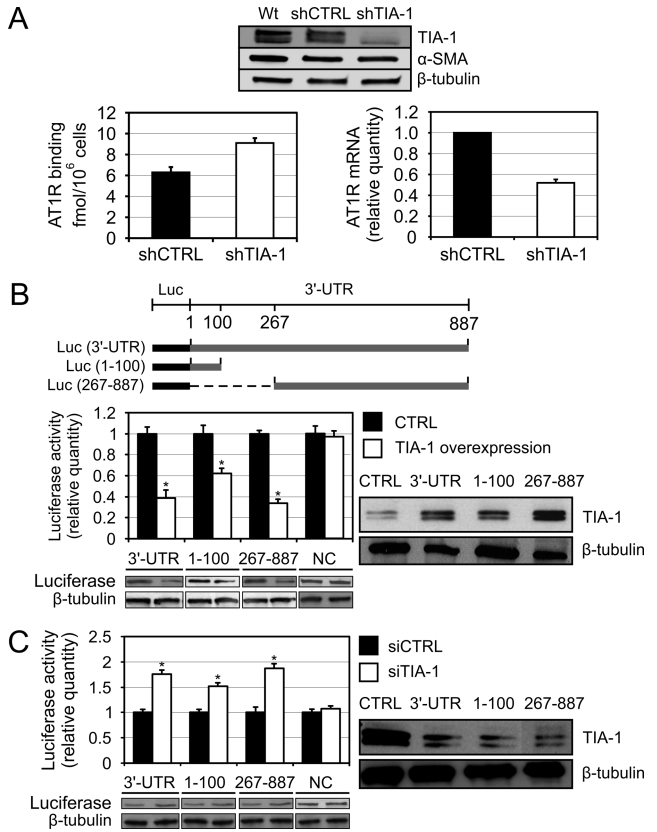 A
Wt shCTRL shTIA-1
TIA-1
α-SMA
β-tubulin
AT1R binding
fmol/10⁶ cells
12
10
8
6
4
2
0
shCTRL shTIA-1
AT1R mRNA
(relative quantity)
1.2
1.0
0.8
0.6
0.4
0.2
0
shCTRL shTIA-1
B
Luc 3'-UTR
1 100 267 887
Luc (3'-UTR)
Luc (1-100)
Luc (267-887)
Luciferase activity
(relative quantity)
1.2
1
0.8
0.6
0.4
0.2
0
* * *
CTRL
TIA-1 overexpression
3'-UTR 1-100 267-887 NC
Luciferase
β-tubulin
CTRL 3'-UTR 1-100 267-887
TIA-1
β-tubulin
C
Luciferase activity
(relative quantity)
2.5
2
1.5
1
0.5
0
* * *
siCTRL
siTIA-1
3'-UTR 1-100 267-887 NC
Luciferase
β-tubulin
CTRL 3'-UTR 1-100 267-887
TIA-1
β-tubulin